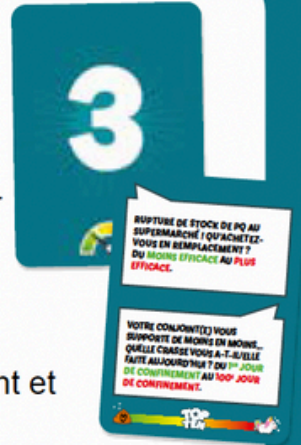 3
RUPTURE DE STOCK DE PQ AU
SUPERMARCHÉ ! QU'ACHETEZ-
VOUS EN REMPLACEMENT ?
DU MOINS EFFICACE AU PLUS
EFFICACE.
VOTRE CONJOINT(E) VOUS
SUPPORTE DE MOINS EN MOINS...
QUELLE CRASSE VOUS A-T-IL/ELLE
FAITE AUJOURD'HUI ? DU 1ER JOUR
DE CONFINEMENT AU 100E JOUR
DE CONFINEMENT.
TOP
TEN
nt et